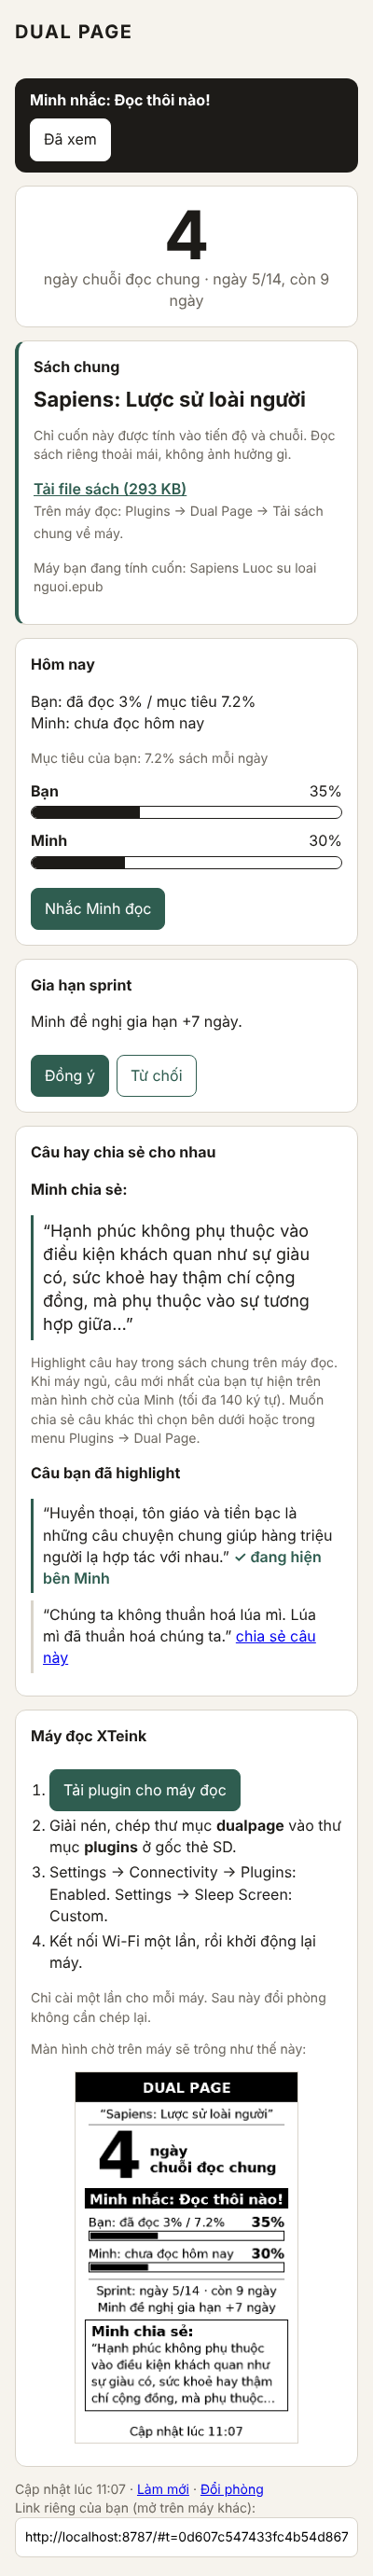 DUAL PAGE
Minh nhắc: Đọc thôi nào!
Đã xem
4
ngày chuỗi đọc chung · ngày 5/14, còn 9
ngày
Sách chung
Sapiens: Lược sử loài người
Chỉ cuốn này được tính vào tiến độ và chuỗi. Đọc
sách riêng thoải mái, không ảnh hưởng gì.
Tải file sách (293 KB)
Trên máy đọc: Plugins → Dual Page → Tải sách
chung về máy.
Máy bạn đang tính cuốn: Sapiens Luoc su loai
nguoi.epub
Hôm nay
Bạn: đã đọc 3% / mục tiêu 7.2%
Minh: chưa đọc hôm nay
Mục tiêu của bạn: 7.2% sách mỗi ngày
Bạn 35%
Minh 30%
Nhắc Minh đọc
Gia hạn sprint
Minh đề nghị gia hạn +7 ngày.
Đồng ý Từ chối
Câu hay chia sẻ cho nhau
Minh chia sẻ:
“Hạnh phúc không phụ thuộc vào
điều kiện khách quan như sự giàu
có, sức khoẻ hay thậm chí cộng
đồng, mà phụ thuộc vào sự tương
hợp giữa…”
Highlight câu hay trong sách chung trên máy đọc.
Khi máy ngủ, câu mới nhất của bạn tự hiện trên
màn hình chờ của Minh (tối đa 140 ký tự). Muốn
chia sẻ câu khác thì chọn bên dưới hoặc trong
menu Plugins → Dual Page.
Câu bạn đã highlight
“Huyền thoại, tôn giáo và tiền bạc là
những câu chuyện chung giúp hàng triệu
người lạ hợp tác với nhau.” ✓ đang hiện
bên Minh
“Chúng ta không thuần hoá lúa mì. Lúa
mì đã thuần hoá chúng ta.” chia sẻ câu
này
Máy đọc XTeink
1. Tải plugin cho máy đọc
2. Giải nén, chép thư mục dualpage vào thư
mục plugins ở gốc thẻ SD.
3. Settings → Connectivity → Plugins:
Enabled. Settings → Sleep Screen:
Custom.
4. Kết nối Wi-Fi một lần, rồi khởi động lại
máy.
Chỉ cài một lần cho mỗi máy. Sau này đổi phòng
không cần chép lại.
Màn hình chờ trên máy sẽ trông như thế này:
DUAL PAGE
“Sapiens: Lược sử loài người”
4 ngày
chuỗi đọc chung
Minh nhắc: Đọc thôi nào!
Bạn: đã đọc 3% / 7.2% 35%
Minh: chưa đọc hôm nay 30%
Sprint: ngày 5/14 · còn 9 ngày
Minh đề nghị gia hạn +7 ngày
Minh chia sẻ:
“Hạnh phúc không phụ thuộc
vào điều kiện khách quan như
sự giàu có, sức khoẻ hay thậm
chí cộng đồng, mà phụ thuộc…
Cập nhật lúc 11:07
Cập nhật lúc 11:07 · Làm mới · Đổi phòng
Link riêng của bạn (mở trên máy khác):
http://localhost:8787/#t=0d607c547433fc4b54d867